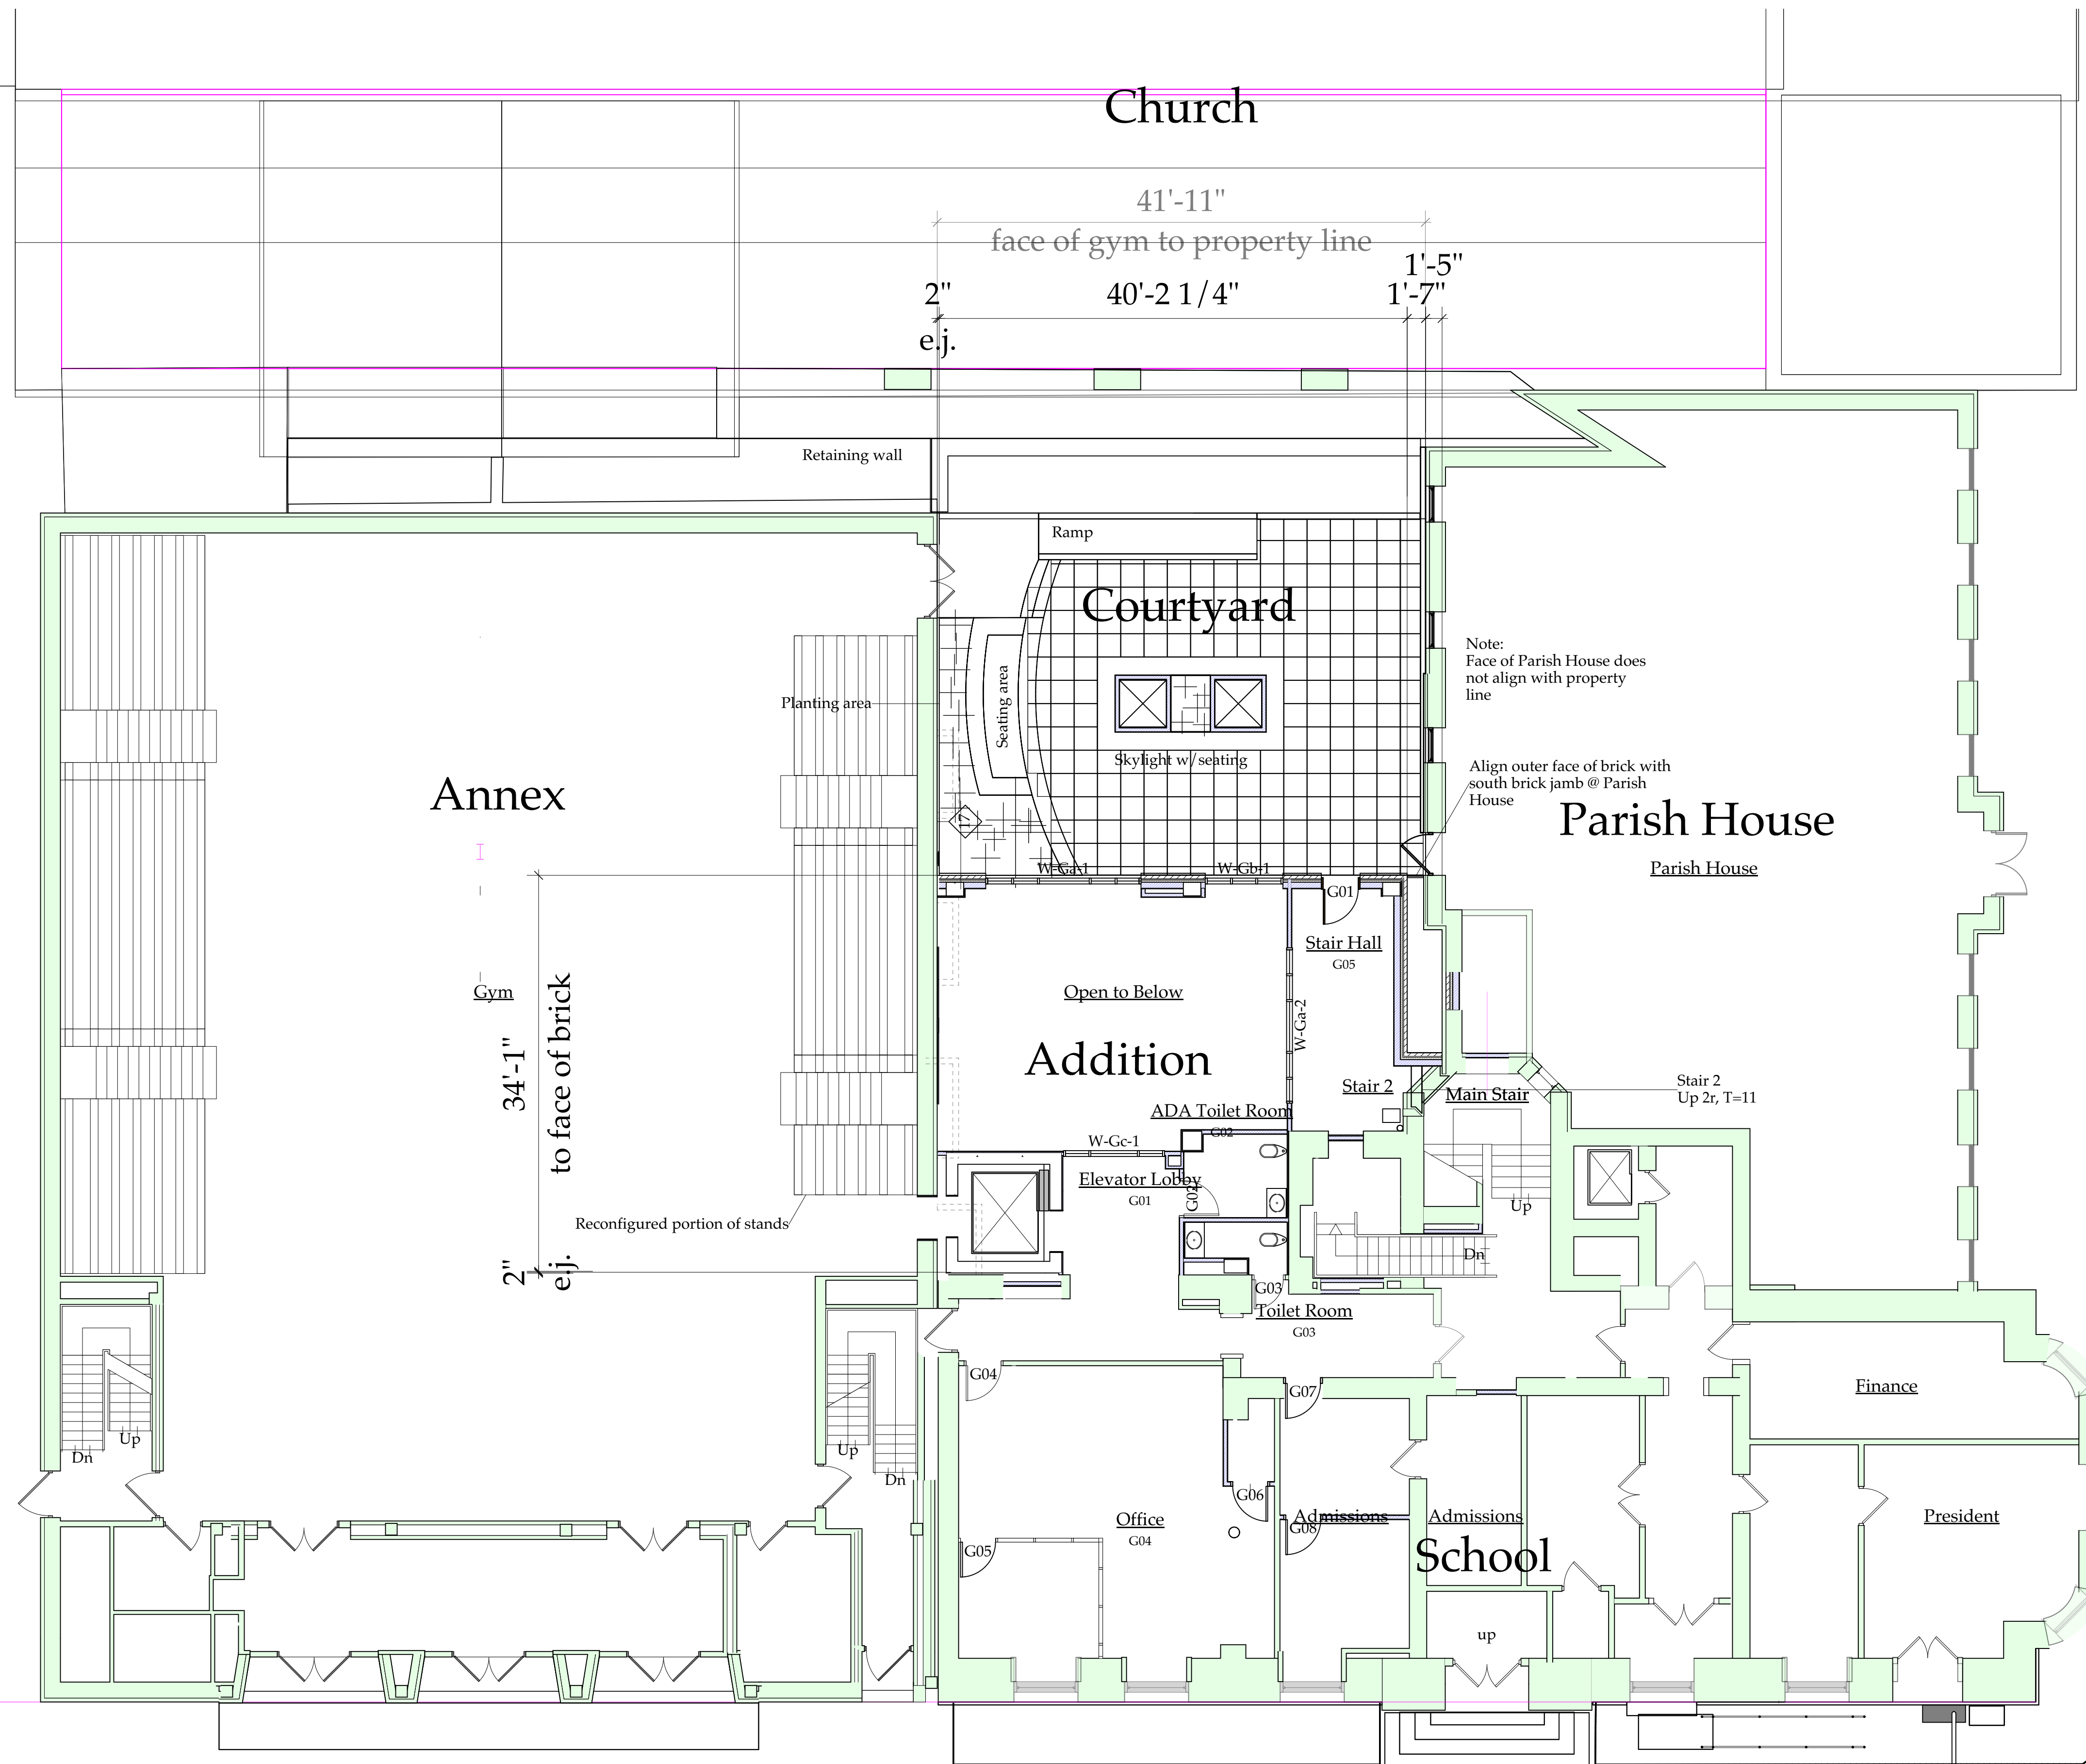 Church
41'-11"
face of gym to property line
1'-5"
2"
40'-2 1/4"
1'-7"
e.j.
Retaining wall
Ramp
Courtyard
Note:
Face of Parish House does
not align with property
line
Seating area
Planting area
Skylight w/seating
Align outer face of brick with
south brick jamb @ Parish
House
Annex
17
Parish House
Parish House
W-Ga-1
W-Gb-1
G01
Stair Hall
G05
Gym
Open to Below
W-Ga-2
34'-1"
to face of brick
Addition
Stair 2
Main Stair
Stair 2
Up 2r, T=11
ADA Toilet Room
G02
W-Gc-1
Elevator Lobby
G01
G02
Up
Reconfigured portion of stands
Dn
2"
e.j.
G03
Toilet Room
G03
G04
G07
Finance
Up
Dn
Up
Dn
G06
Office
G04
Admissions
G08
Admissions
President
G05
School
up